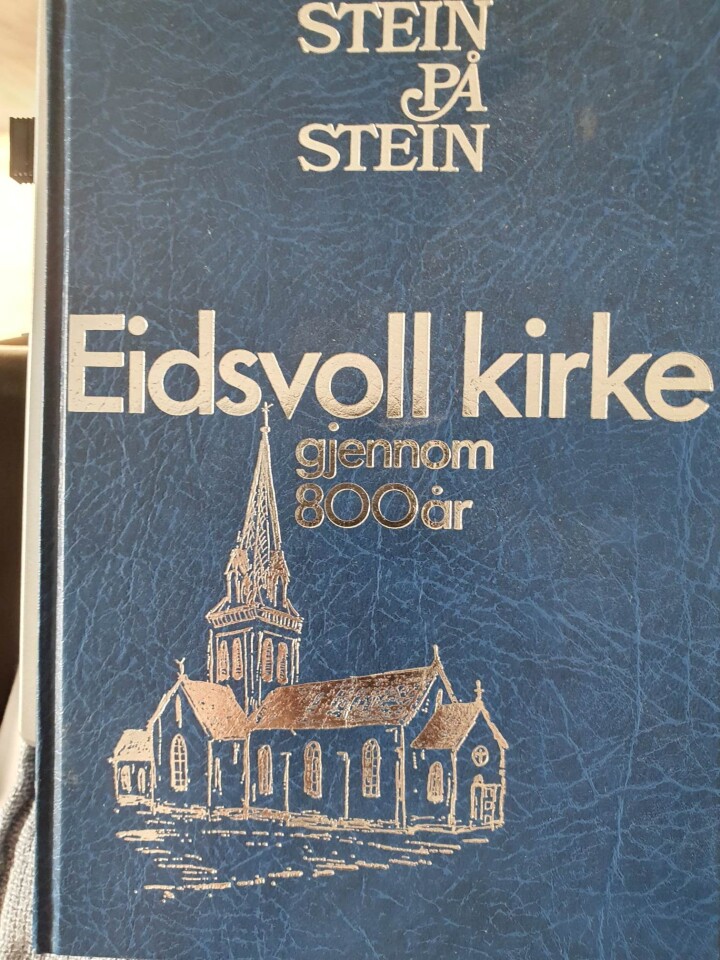 STEIN
PÅ
STEIN
Eidsvoll kirke
gjennom
800 år